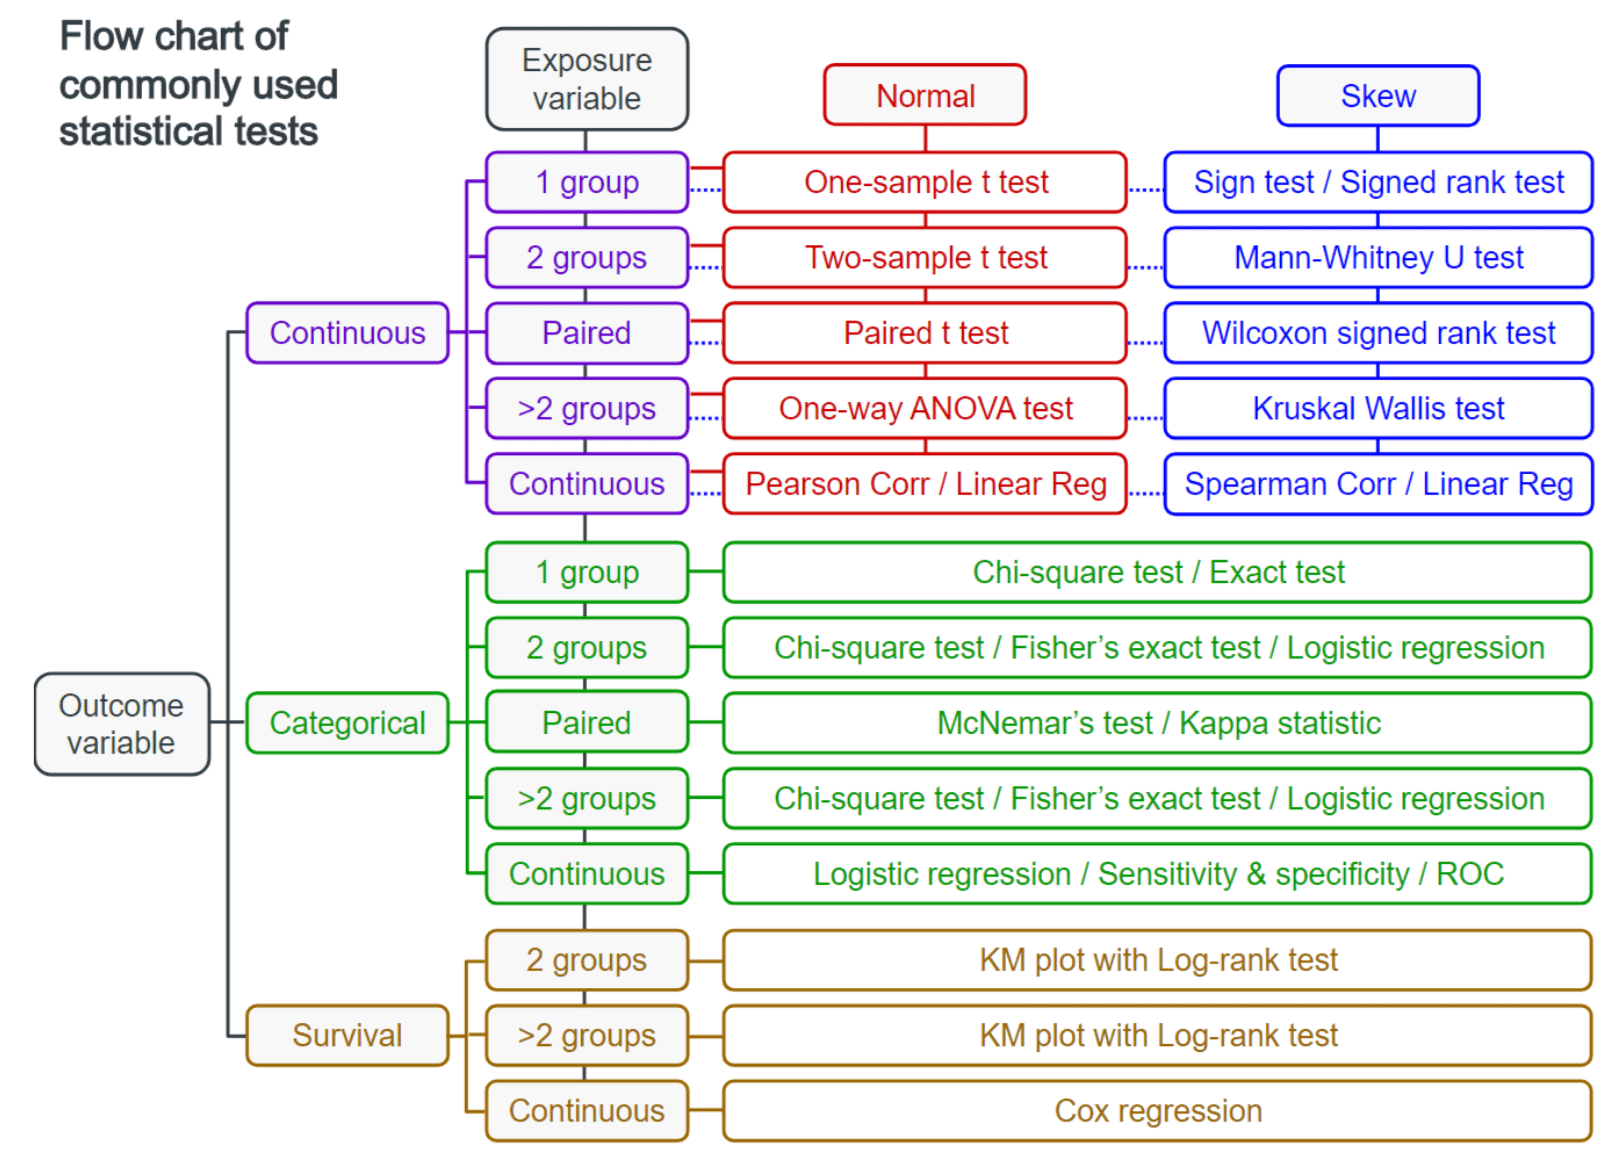 Flow chart of
commonly used
statistical tests
Exposure
variable
Normal
Skew
1 group
One-sample t test
Sign test / Signed rank test
2 groups
Two-sample t test
Mann-Whitney U test
Continuous
Paired
Paired t test
Wilcoxon signed rank test
>2 groups
One-way ANOVA test
Kruskal Wallis test
Continuous
Pearson Corr / Linear Reg
Spearman Corr / Linear Reg
1 group
Chi-square test / Exact test
2 groups
Chi-square test / Fisher’s exact test / Logistic regression
Outcome
variable
Categorical
Paired
McNemar’s test / Kappa statistic
>2 groups
Chi-square test / Fisher’s exact test / Logistic regression
Continuous
Logistic regression / Sensitivity & specificity / ROC
2 groups
KM plot with Log-rank test
Survival
>2 groups
KM plot with Log-rank test
Continuous
Cox regression